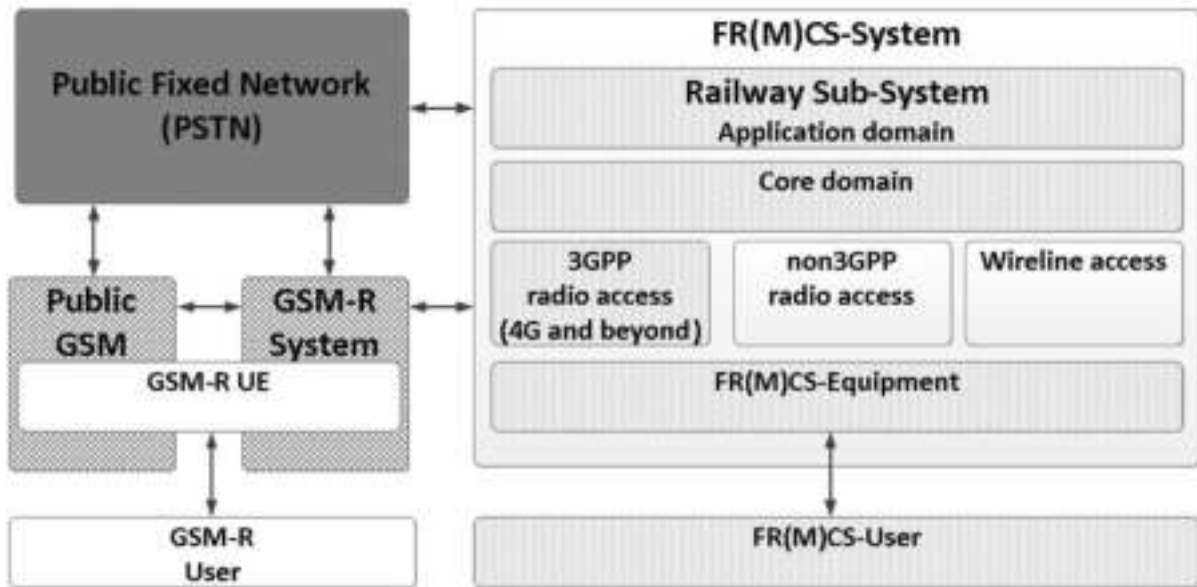 Public Fixed Network
(PSTN)
FR(M)CS-System
Railway Sub-System
Application domain
Core domain
3GPP
radio access
(4G and beyond)
non3GPP
radio access
Wireline access
FR(M)CS-Equipment
Public
GSM
GSM-R
System
GSM-R UE
GSM-R
User
FR(M)CS-User